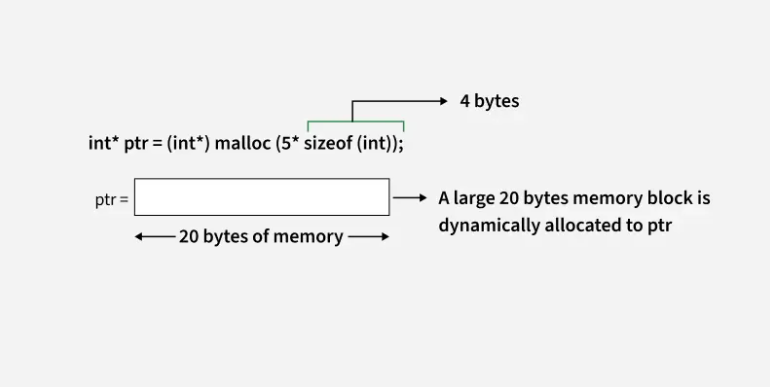 4 bytes
int* ptr = (int*) malloc (5* sizeof (int));
ptr =
A large 20 bytes memory block is
dynamically allocated to ptr
20 bytes of memory